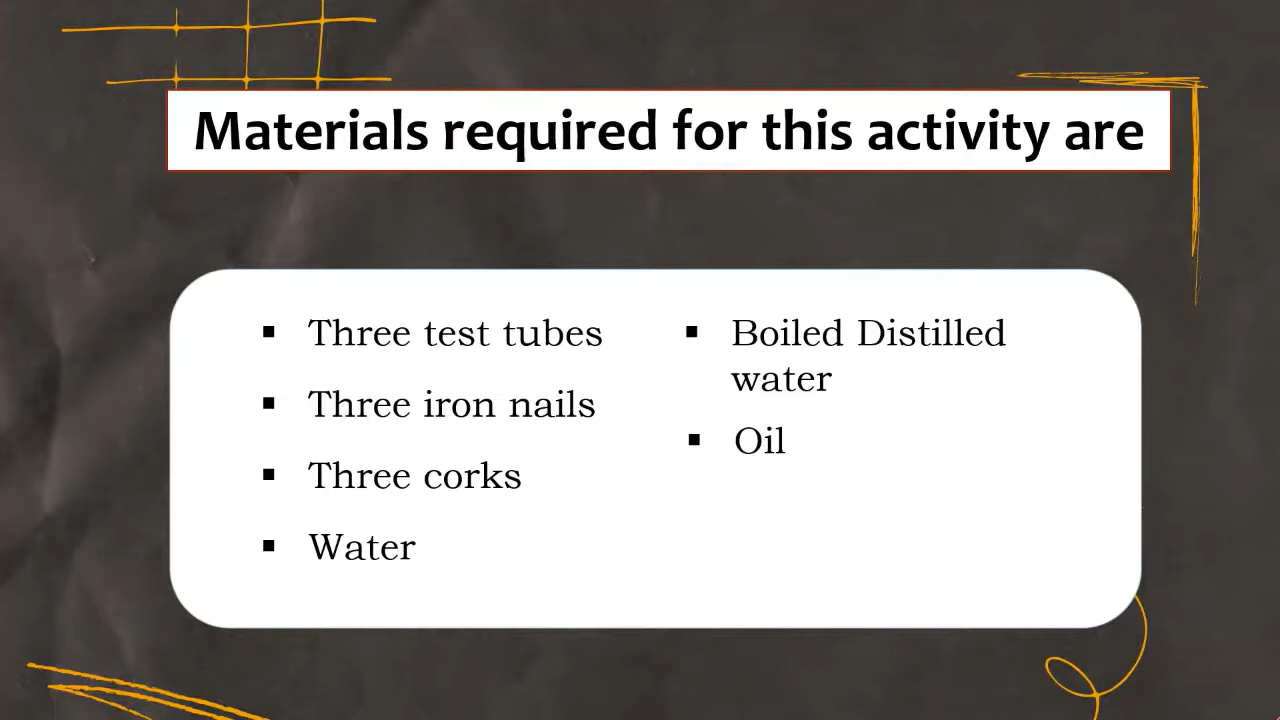 Materials required for this activity are
▪ Three test tubes
▪ Three iron nails
▪ Three corks
▪ Water
▪ Boiled Distilled
water
▪ Oil